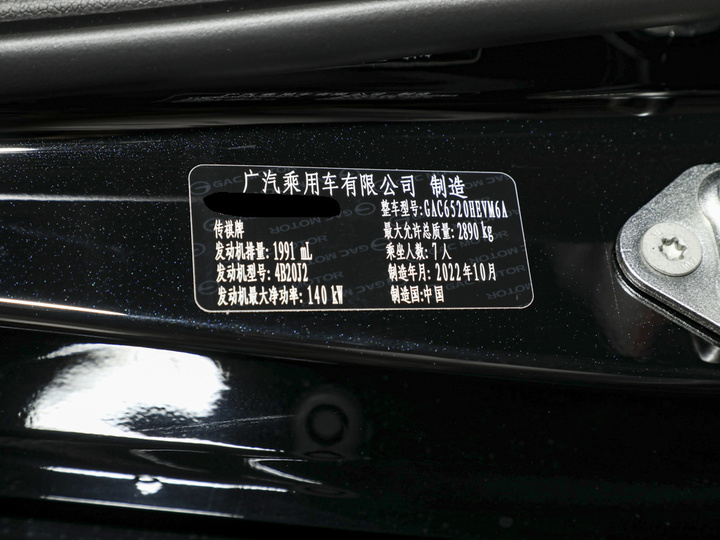 广汽乘用车有限公司 制造
整车型号:GAC6520HEVM6A
传祺牌
最大允许总质量: 2890 kg
发动机排量: 1991 mL
乘坐人数: 7 人
发动机型号: 4B20J2
制造年月: 2022年10月
发动机最大净功率: 140 kW
制造国:中国